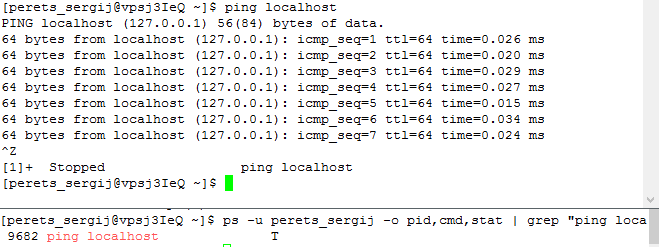 [perets_sergij@vpsj3IeQ ~]$ ping localhost
PING localhost (127.0.0.1) 56(84) bytes of data.
64 bytes from localhost (127.0.0.1): icmp_seq=1 ttl=64 time=0.026 ms
64 bytes from localhost (127.0.0.1): icmp_seq=2 ttl=64 time=0.020 ms
64 bytes from localhost (127.0.0.1): icmp_seq=3 ttl=64 time=0.029 ms
64 bytes from localhost (127.0.0.1): icmp_seq=4 ttl=64 time=0.027 ms
64 bytes from localhost (127.0.0.1): icmp_seq=5 ttl=64 time=0.015 ms
64 bytes from localhost (127.0.0.1): icmp_seq=6 ttl=64 time=0.034 ms
64 bytes from localhost (127.0.0.1): icmp_seq=7 ttl=64 time=0.024 ms
^Z
[1]+  Stopped                 ping localhost
[perets_sergij@vpsj3IeQ ~]$
[perets_sergij@vpsj3IeQ ~]$ ps -u perets_sergij -o pid,cmd,stat | grep "ping loca
 9682 ping localhost              T